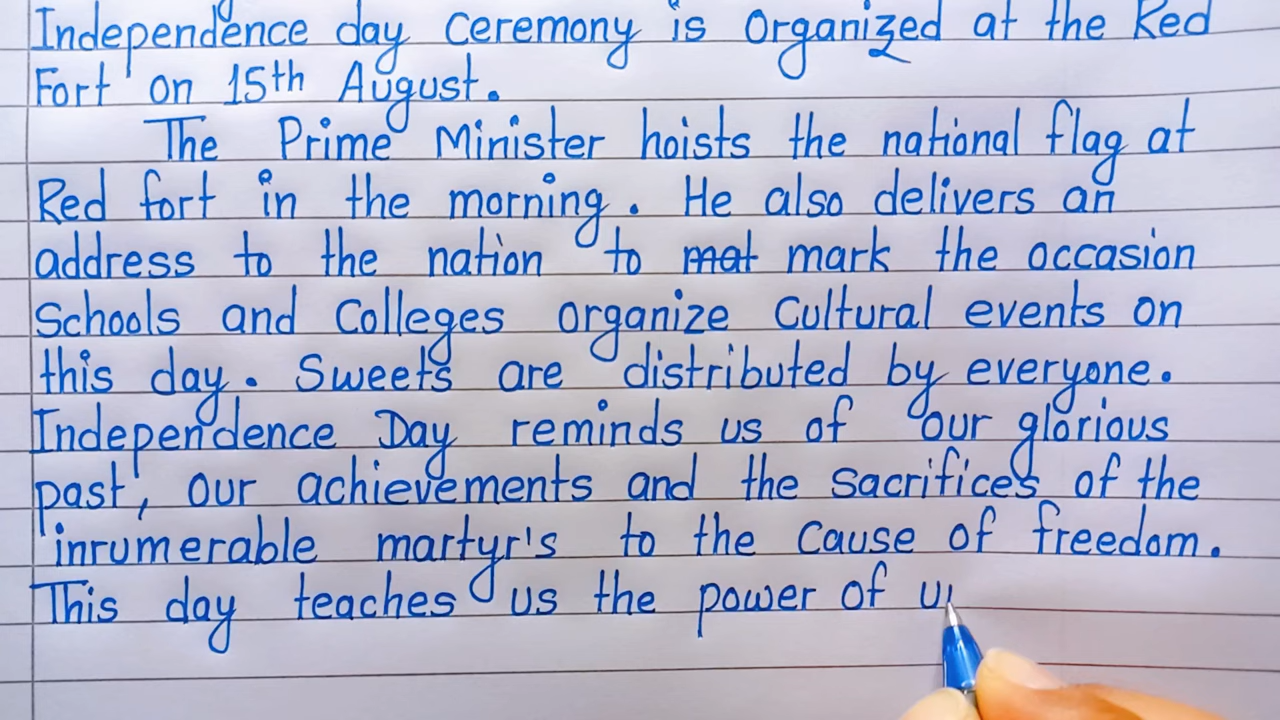 Independence day ceremony is organized at the Red
Fort on 15th August.
The Prime Minister hoists the national flag at
Red fort in the morning. He also delivers an
address to the nation to mat mark the occasion
Schools and Colleges organize Cultural events on
this day. Sweets are distributed by everyone.
Independence Day reminds us of our glorious
past, our achievements and the sacrifices of the
inrumerable martyr's to the cause of freedom.
This day teaches us the power of